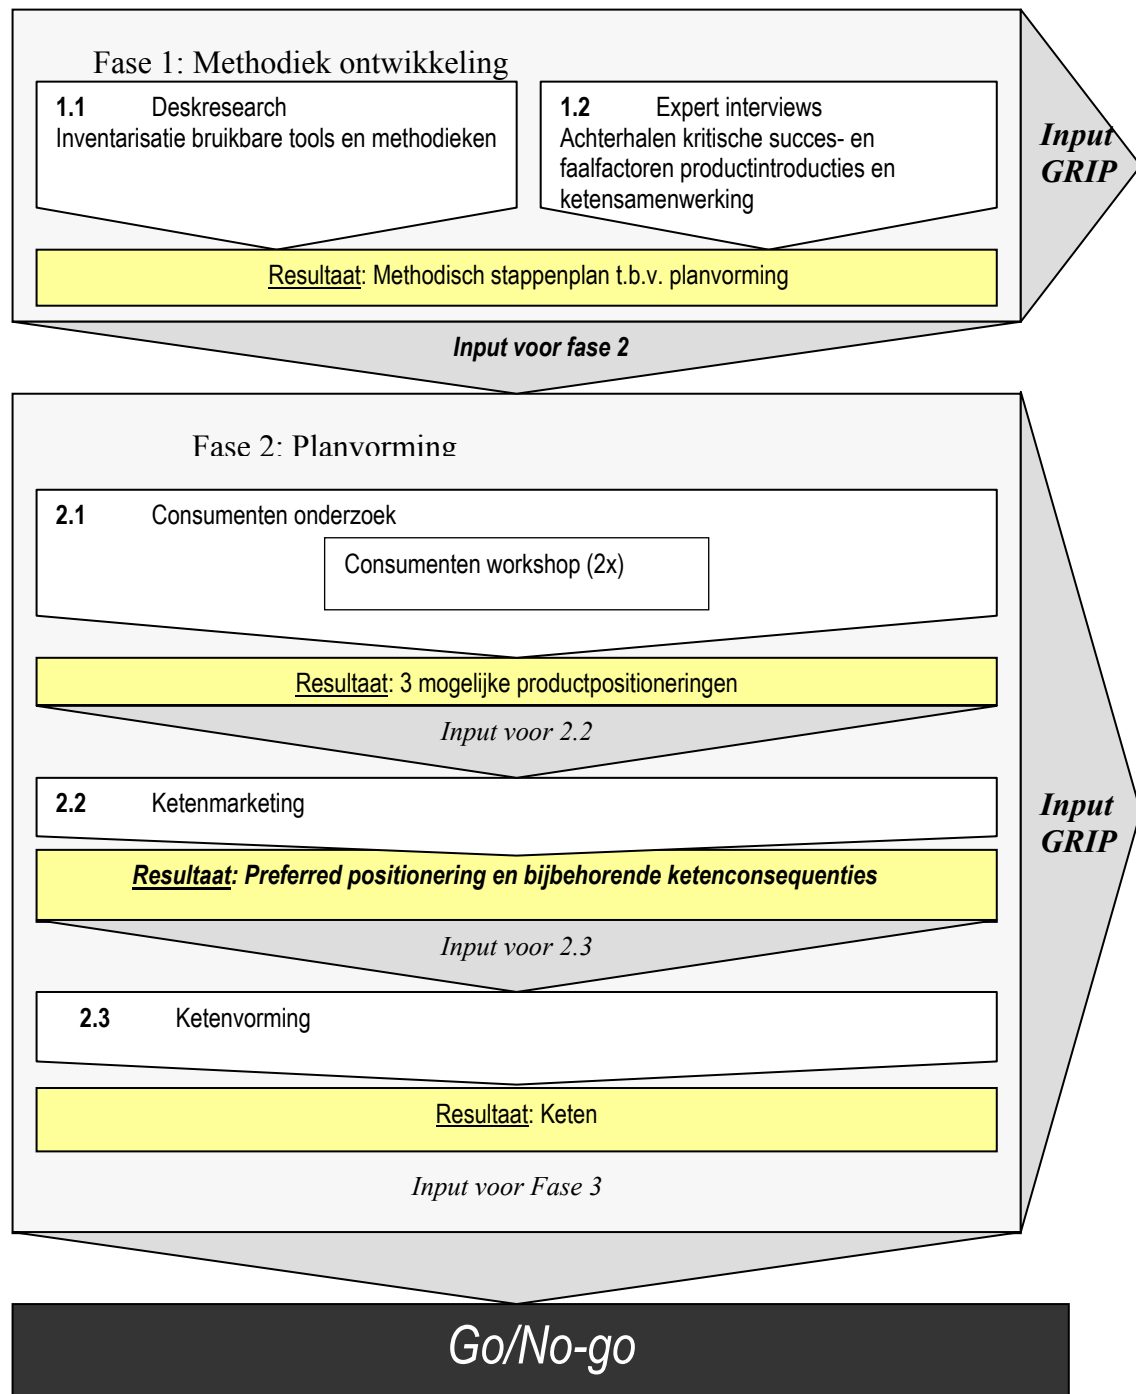 Fase 1: Methodiek ontwikkeling
1.1 Deskresearch
Inventarisatie bruikbare tools en methodieken
1.2 Expert interviews
Achterhalen kritische succes- en
faalfactoren productintroducties en
ketensamenwerking
Input
GRIP
Resultaat: Methodisch stappenplan t.b.v. planvorming
Input voor fase 2
Fase 2: Planvorming
2.1 Consumenten onderzoek
Consumenten workshop (2x)
Resultaat: 3 mogelijke productpositioneringen
Input voor 2.2
2.2 Ketenmarketing
Input
GRIP
Resultaat: Preferred positionering en bijbehorende ketenconsequenties
Input voor 2.3
2.3 Ketenvorming
Resultaat: Keten
Input voor Fase 3
Go/No-go